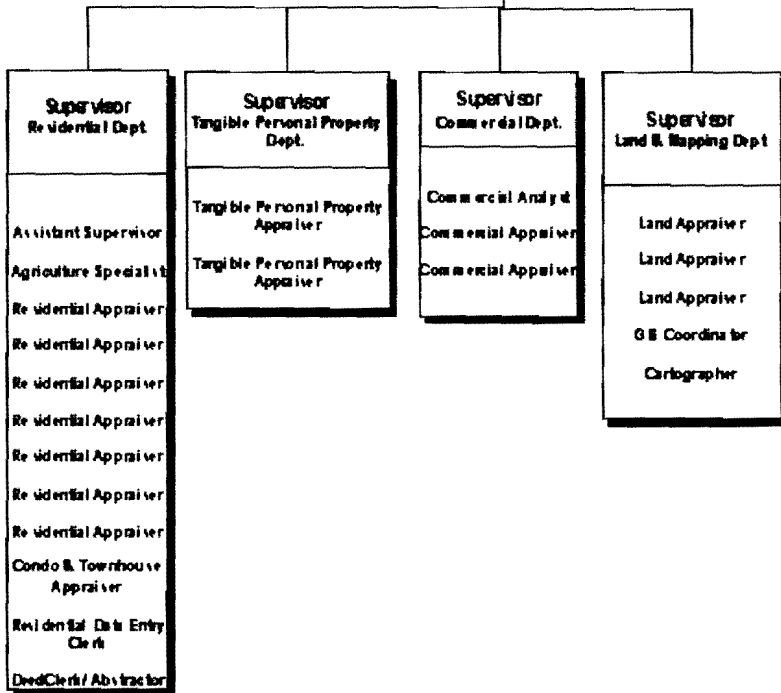 Supervisor
Residential Dept.
Assistant Supervisor
Agriculture Specialist
Residential Appraiser
Residential Appraiser
Residential Appraiser
Residential Appraiser
Residential Appraiser
Residential Appraiser
Residential Appraiser
Condo & Townhouse
Appraiser
Residential Data Entry
Clerk
Deed Clerk/ Abstractor
Supervisor
Tangible Personal Property
Dept.
Tangible Personal Property
Appraiser
Tangible Personal Property
Appraiser
Supervisor
Commercial Dept.
Commercial Analyst
Commercial Appraiser
Commercial Appraiser
Supervisor
Land & Mapping Dept
Land Appraiser
Land Appraiser
Land Appraiser
GIS Coordinator
Cartographer